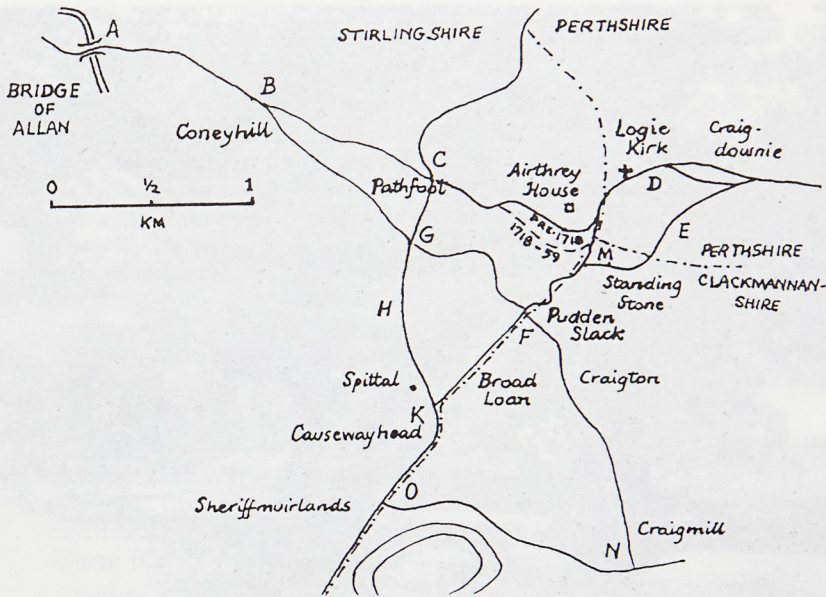 STIRLINGSHIRE
PERTHSHIRE
A
BRIDGE
OF
ALLAN
B
Coneyhill
0 ½ 1
KM
C
Pathfoot
Logie
Kirk
Craig-
downie
Airthrey
House
D
PRE-1718
1718-59
E
G
M
PERTHSHIRE
CLACKMANNAN-
SHIRE
Standing
Stone
H
Pudden
Slack
F
Spittal
Broad
Loan
Craigton
K
Causewayhead
O
Sheriffmuirlands
Craigmill
N